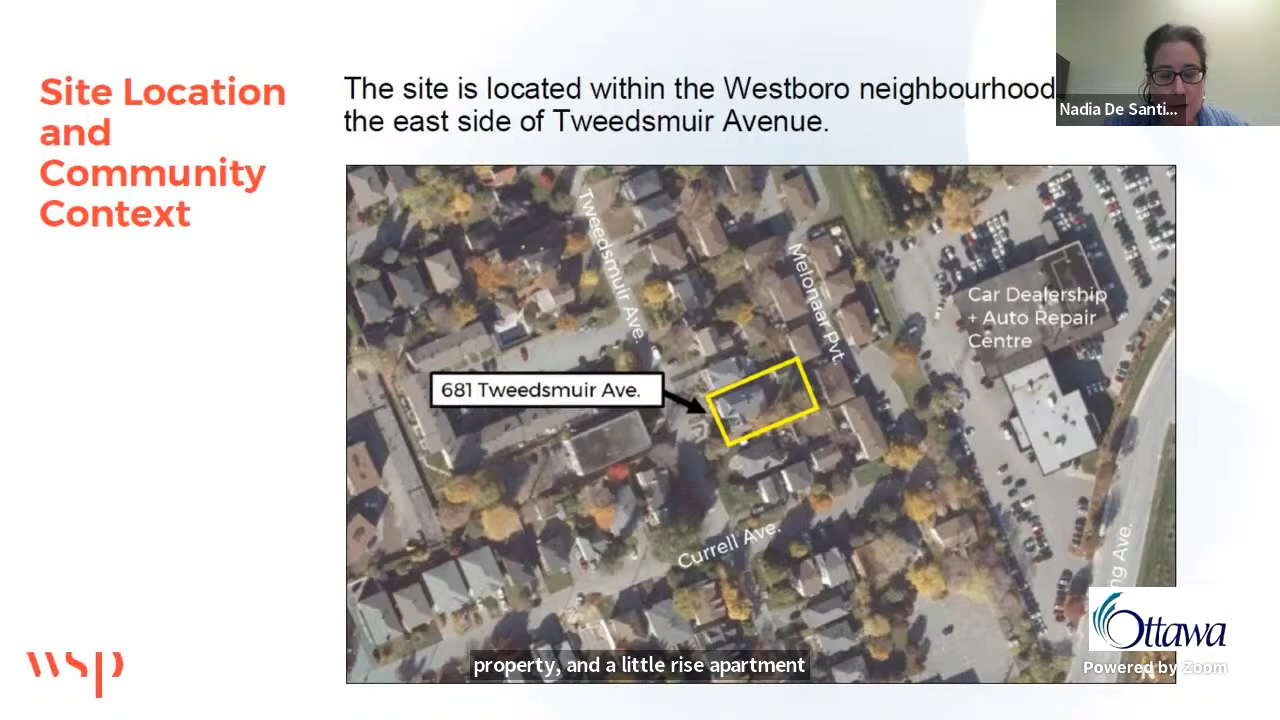 Site Location
and
Community
Context
The site is located within the Westboro neighbourhood
the east side of Tweedsmuir Avenue.
Nadia De Santi...
Tweedsmuir Ave.
Melonaar Pvt.
Car Dealership
+ Auto Repair
Centre
681 Tweedsmuir Ave.
Currell Ave.
ng Ave.
wsp
property, and a little rise apartment
Ottawa
Powered by Zoom